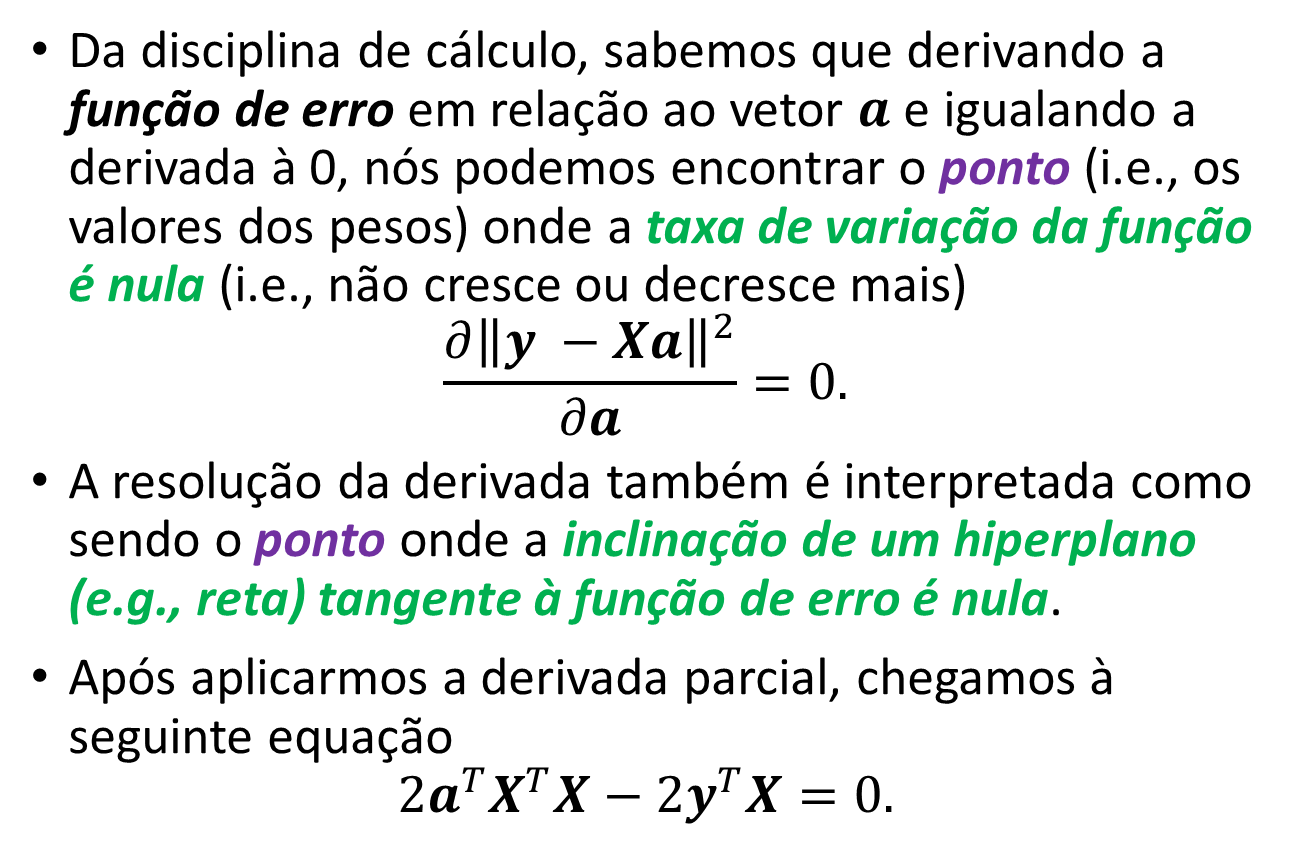 • Da disciplina de cálculo, sabemos que derivando a
função de erro em relação ao vetor a e igualando a
derivada à 0, nós podemos encontrar o ponto (i.e., os
valores dos pesos) onde a taxa de variação da função
é nula (i.e., não cresce ou decresce mais)
∂‖y − Xa‖²
/ ∂a = 0.
• A resolução da derivada também é interpretada como
sendo o ponto onde a inclinação de um hiperplano
(e.g., reta) tangente à função de erro é nula.
• Após aplicarmos a derivada parcial, chegamos à
seguinte equação
2aᵀXᵀX − 2yᵀX = 0.